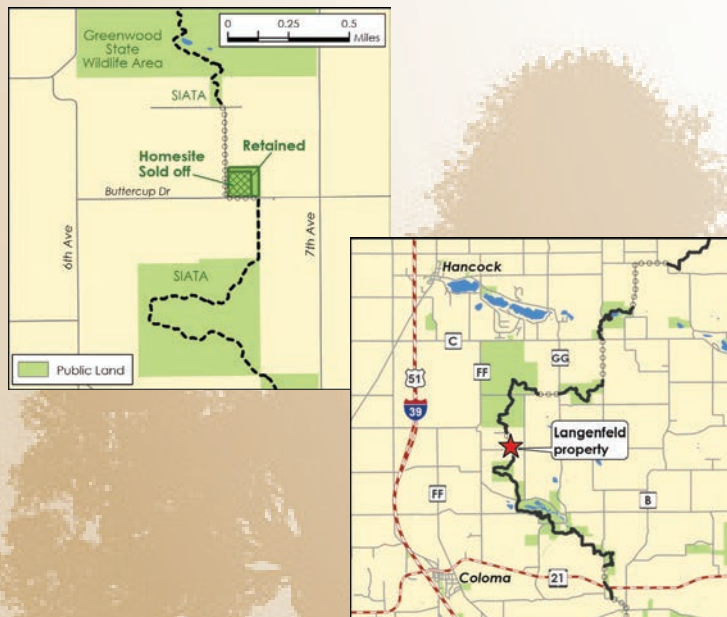 0 0.25 0.5
Miles
Greenwood
State
Wildlife Area
SIATA
Retained
Homesite
Sold off
Buttercup Dr
6th Ave
7th Ave
SIATA
Public Land
Hancock
C
GG
FF
51
39
Langenfeld
property
FF
B
Coloma
21